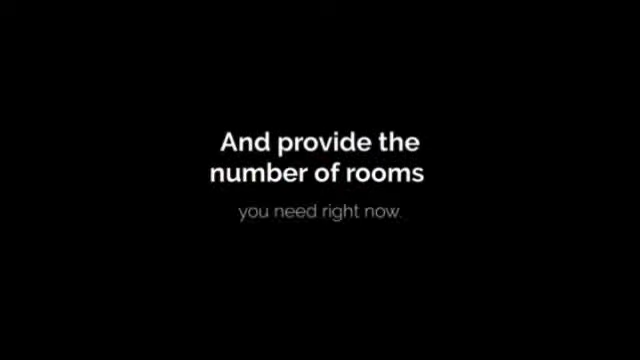 And provide the
number of rooms
you need right now.